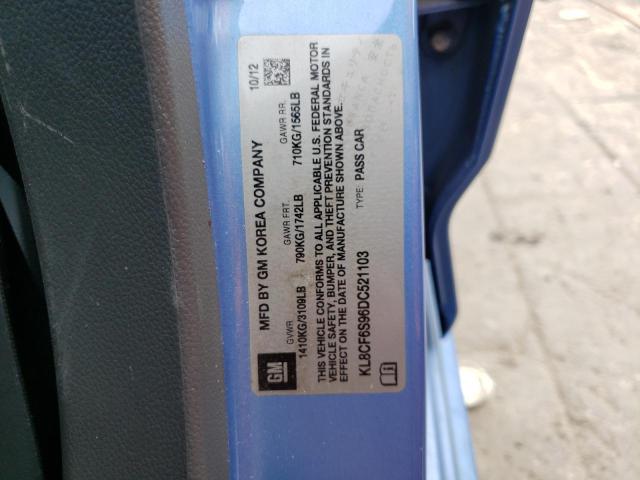 GM
MFD BY GM KOREA COMPANY
10/12
GVWR
GAWR FRT.
GAWR RR.
1410KG/3109LB
790KG/1742LB
710KG/1565LB
THIS VEHICLE CONFORMS TO ALL APPLICABLE U.S. FEDERAL MOTOR
VEHICLE SAFETY, BUMPER, AND THEFT PREVENTION STANDARDS IN
EFFECT ON THE DATE OF MANUFACTURE SHOWN ABOVE.
KL8CF6S96DC521103
TYPE: PASS CAR